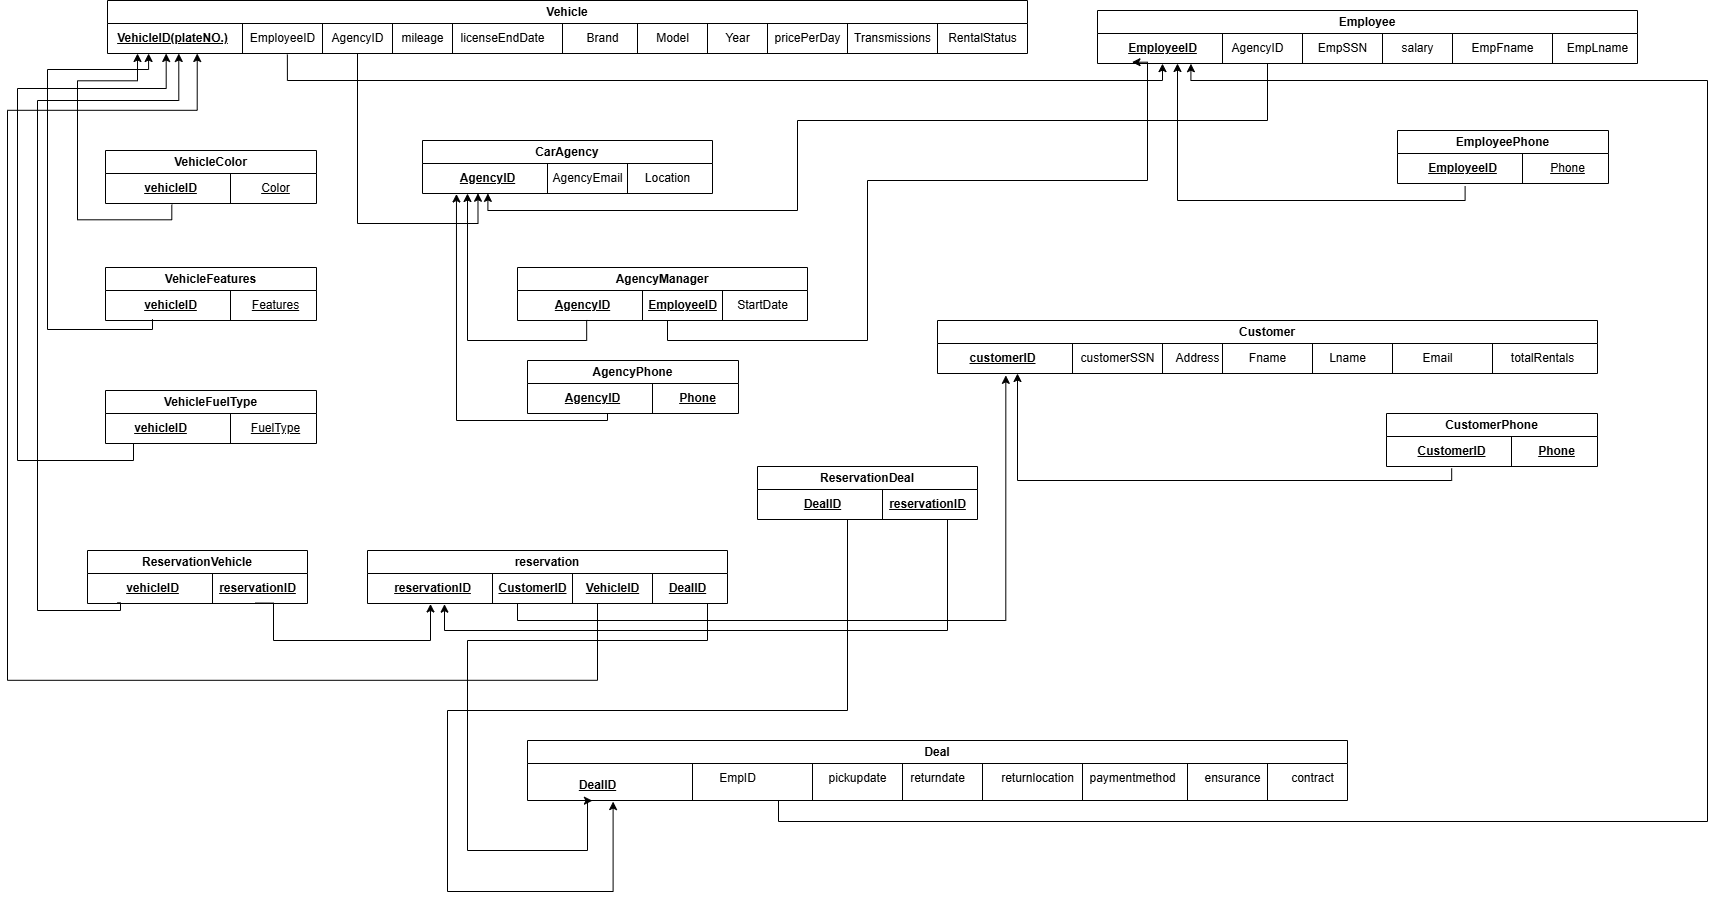 Vehicle
VehicleID(plateNO.) EmployeeID AgencyID mileage licenseEndDate Brand Model Year pricePerDay Transmissions RentalStatus
Employee
EmployeeID AgencyID EmpSSN salary EmpFname EmpLname
VehicleColor
vehicleID Color
CarAgency
AgencyID AgencyEmail Location
EmployeePhone
EmployeeID Phone
VehicleFeatures
vehicleID Features
AgencyManager
AgencyID EmployeeID StartDate
Customer
customerID customerSSN Address Fname Lname Email totalRentals
AgencyPhone
AgencyID Phone
VehicleFuelType
vehicleID FuelType
CustomerPhone
CustomerID Phone
ReservationDeal
DealID reservationID
ReservationVehicle
vehicleID reservationID
reservation
reservationID CustomerID VehicleID DealID
Deal
DealID EmpID pickupdate returndate returnlocation paymentmethod ensurance contract